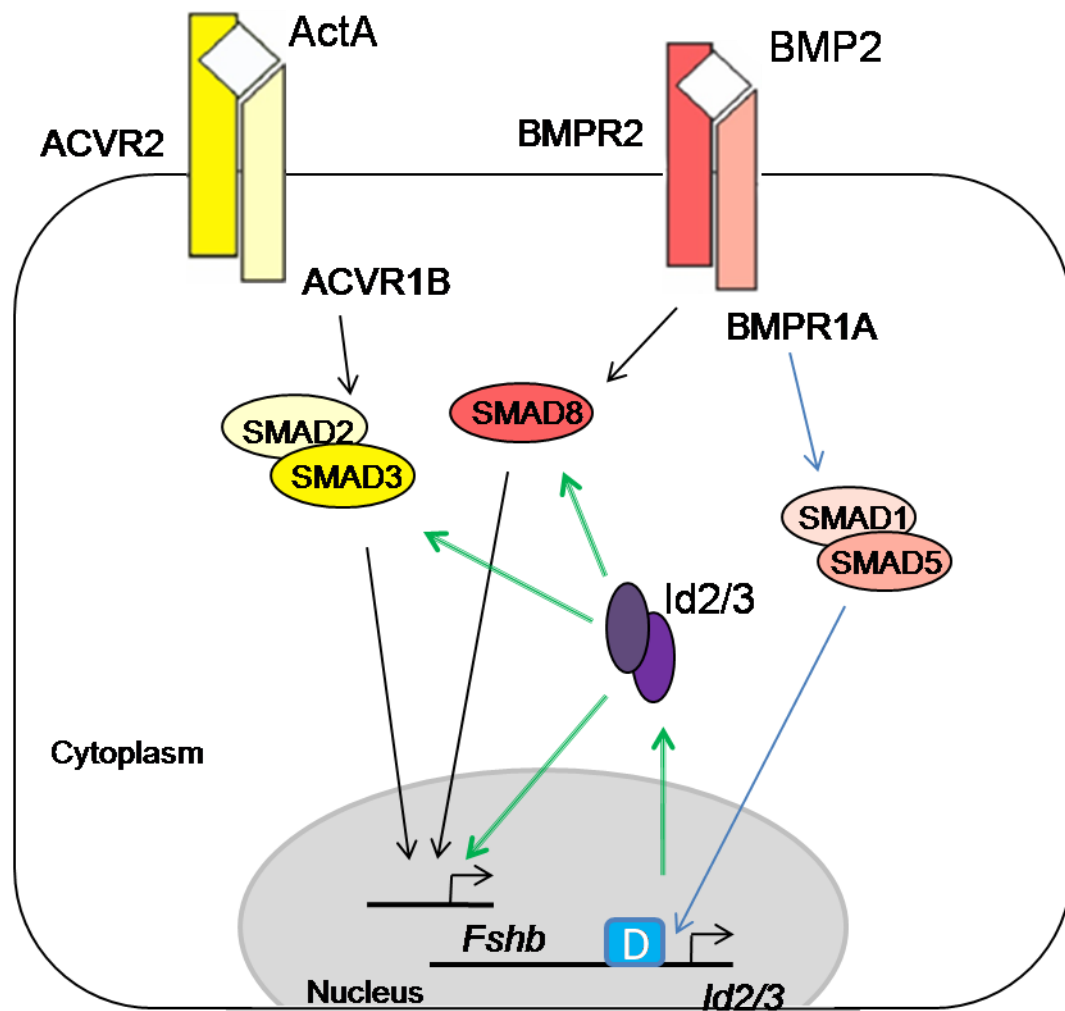 ActA
BMP2
ACVR2
BMPR2
ACVR1B
BMPR1A
SMAD2
SMAD3
SMAD8
SMAD1
SMAD5
Id2/3
Cytoplasm
Fshb
D
Nucleus
Id2/3